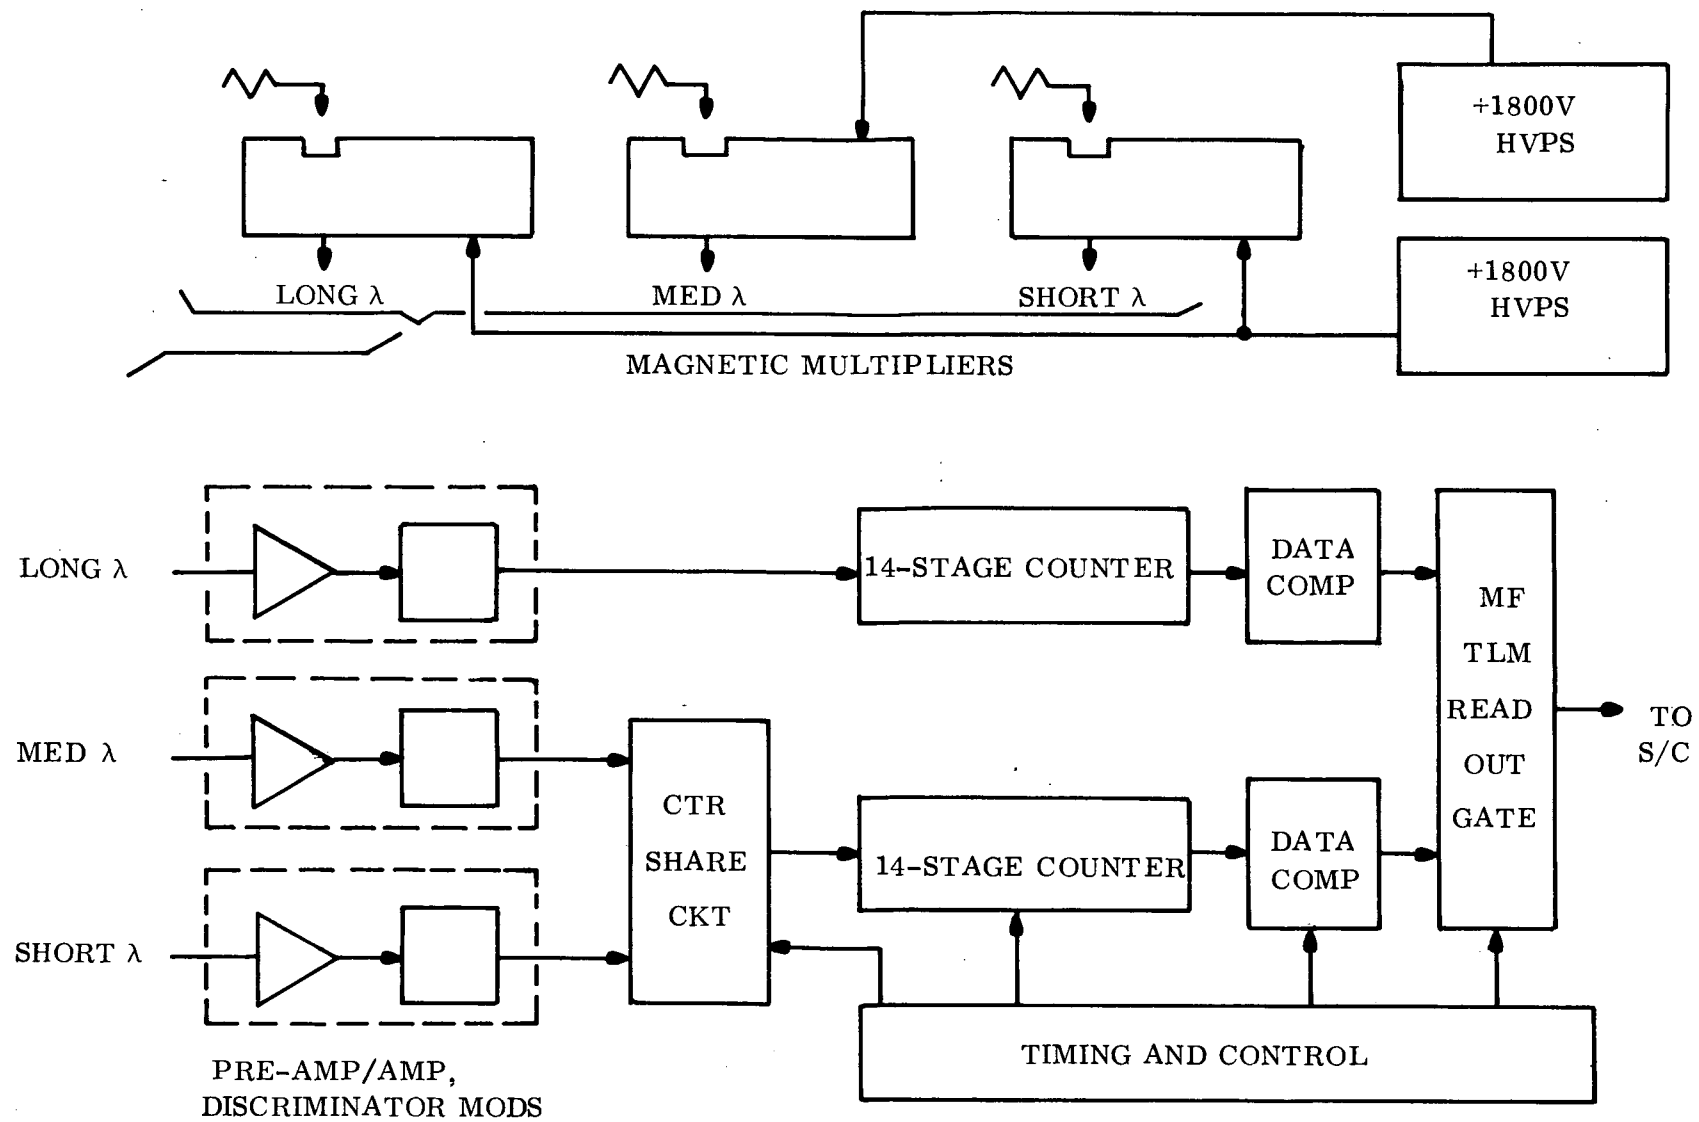 +1800V
HVPS
+1800V
HVPS
LONG λ
MED λ
SHORT λ
MAGNETIC MULTIPLIERS
LONG λ
14-STAGE COUNTER
DATA
COMP
MF
TLM
READ
OUT
GATE
TO
S/C
MED λ
CTR
SHARE
CKT
14-STAGE COUNTER
DATA
COMP
SHORT λ
TIMING AND CONTROL
PRE-AMP/AMP,
DISCRIMINATOR MODS